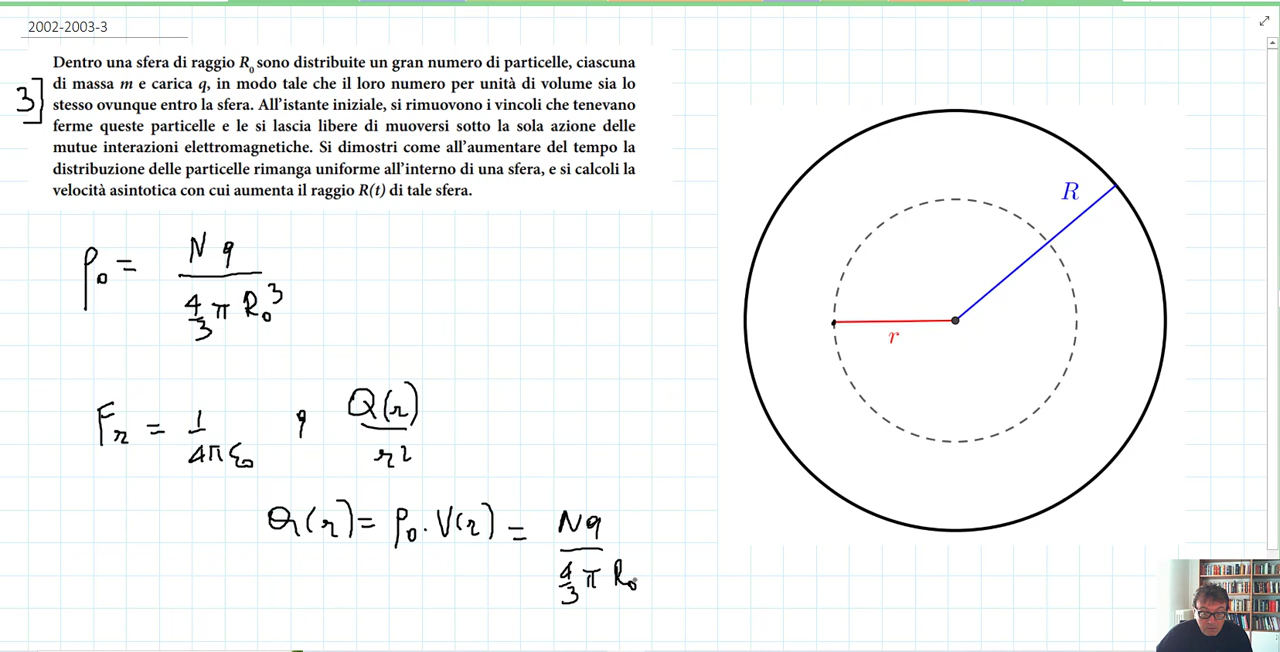 2002-2003-3
Dentro una sfera di raggio R₀ sono distribuite un gran numero di particelle, ciascuna
di massa m e carica q, in modo tale che il loro numero per unità di volume sia lo
3] stesso ovunque entro la sfera. All'istante iniziale, si rimuovono i vincoli che tenevano
ferme queste particelle e le si lascia libere di muoversi sotto la sola azione delle
mutue interazioni elettromagnetiche. Si dimostri come all'aumentare del tempo la
distribuzione delle particelle rimanga uniforme all'interno di una sfera, e si calcoli la
velocità asintotica con cui aumenta il raggio R(t) di tale sfera.
ρ₀ = Nq / (4/3 π R₀³)
F_r = 1/(4πε₀) q Q(r)/r²
Q(r) = ρ₀ · V(r) = Nq / (4/3 π R₀
R
r